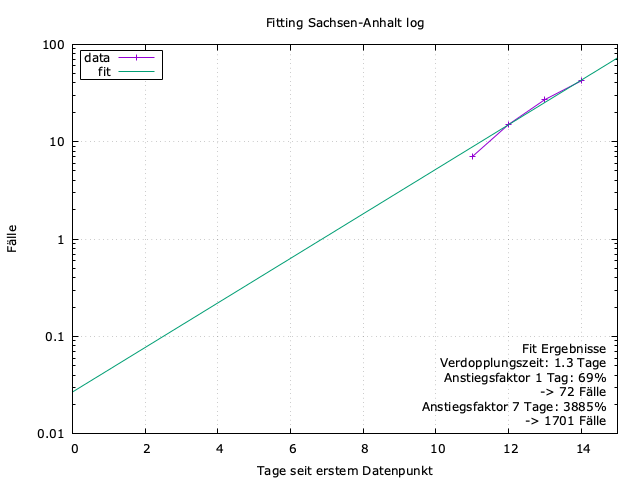 Fitting Sachsen-Anhalt log
data
fit
100
10
1
0.1
0.01
Fälle
Fit Ergebnisse
Verdopplungszeit: 1.3 Tage
Anstiegsfaktor 1 Tag: 69%
-> 72 Fälle
Anstiegsfaktor 7 Tage: 3885%
-> 1701 Fälle
0 2 4 6 8 10 12 14
Tage seit erstem Datenpunkt